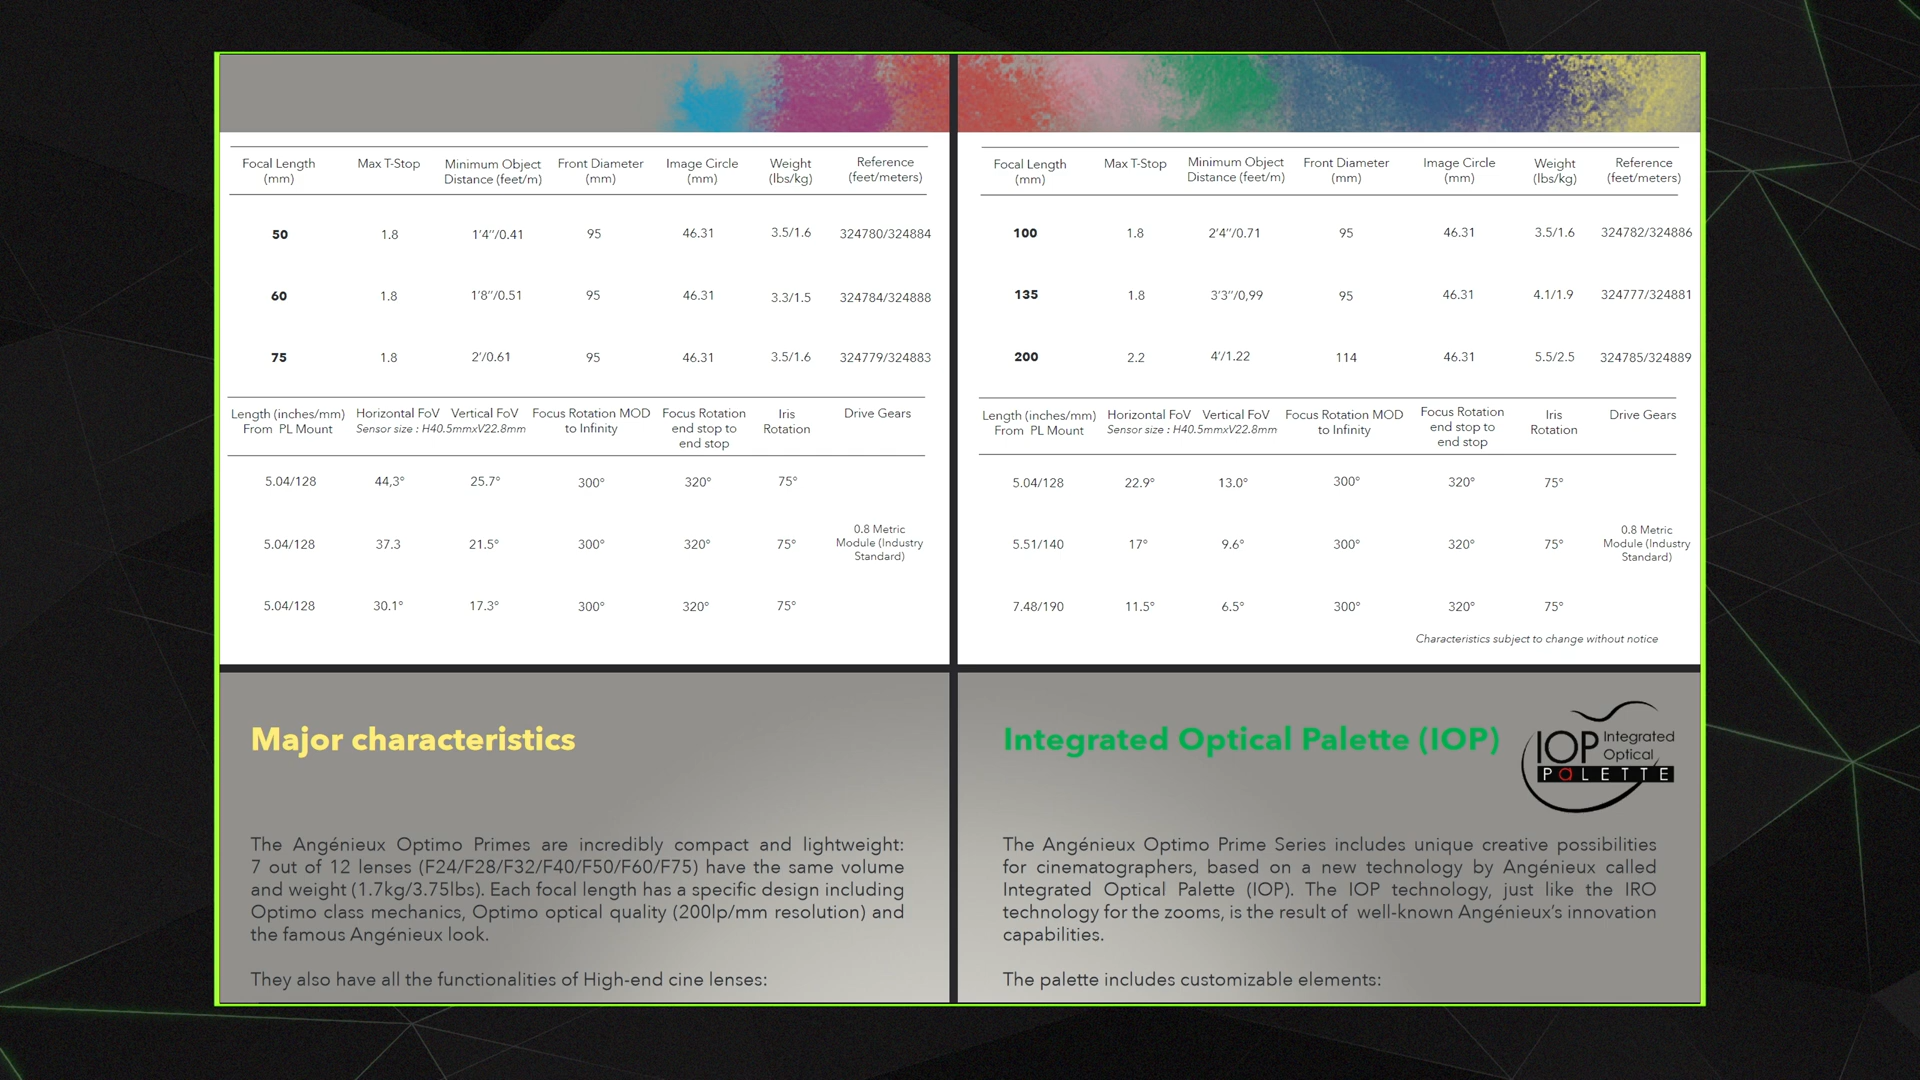 Focal Length Max T-Stop Minimum Object Front Diameter Image Circle Weight Reference
(mm) Distance (feet/m) (mm) (mm) (lbs/kg) (feet/meters)
50 1.8 1'4''/0.41 95 46.31 3.5/1.6 324780/324884
60 1.8 1'8''/0.51 95 46.31 3.3/1.5 324784/324888
75 1.8 2'/0.61 95 46.31 3.5/1.6 324779/324883
Length (inches/mm) Horizontal FoV Vertical FoV Focus Rotation MOD Focus Rotation Iris Drive Gears
From PL Mount Sensor size : H40.5mmxV22.8mm to Infinity end stop to Rotation
end stop
5.04/128 44,3° 25.7° 300° 320° 75°
0.8 Metric
5.04/128 37.3 21.5° 300° 320° 75° Module (Industry
Standard)
5.04/128 30.1° 17.3° 300° 320° 75°
Focal Length Max T-Stop Minimum Object Front Diameter Image Circle Weight Reference
(mm) Distance (feet/m) (mm) (mm) (lbs/kg) (feet/meters)
100 1.8 2'4''/0.71 95 46.31 3.5/1.6 324782/324886
135 1.8 3'3''/0,99 95 46.31 4.1/1.9 324777/324881
200 2.2 4'/1.22 114 46.31 5.5/2.5 324785/324889
Length (inches/mm) Horizontal FoV Vertical FoV Focus Rotation MOD Focus Rotation Iris Drive Gears
From PL Mount Sensor size : H40.5mmxV22.8mm to Infinity end stop to Rotation
end stop
5.04/128 22.9° 13.0° 300° 320° 75°
0.8 Metric
5.51/140 17° 9.6° 300° 320° 75° Module (Industry
Standard)
7.48/190 11.5° 6.5° 300° 320° 75°
Characteristics subject to change without notice
Major characteristics
The Angénieux Optimo Primes are incredibly compact and lightweight:
7 out of 12 lenses (F24/F28/F32/F40/F50/F60/F75) have the same volume
and weight (1.7kg/3.75lbs). Each focal length has a specific design including
Optimo class mechanics, Optimo optical quality (200lp/mm resolution) and
the famous Angénieux look.
They also have all the functionalities of High-end cine lenses:
Integrated Optical Palette (IOP)
IOP Integrated
Optical
PaLETTE
The Angénieux Optimo Prime Series includes unique creative possibilities
for cinematographers, based on a new technology by Angénieux called
Integrated Optical Palette (IOP). The IOP technology, just like the IRO
technology for the zooms, is the result of well-known Angénieux's innovation
capabilities.
The palette includes customizable elements: